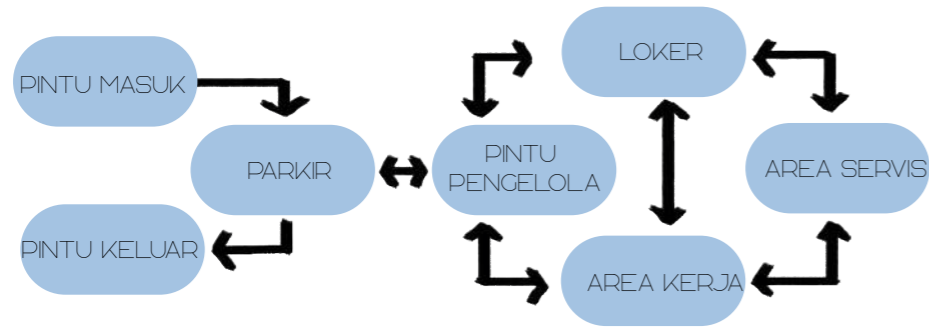 PINTU MASUK
PARKIR
PINTU KELUAR
PINTU
PENGELOLA
LOKER
AREA KERJA
AREA SERVIS